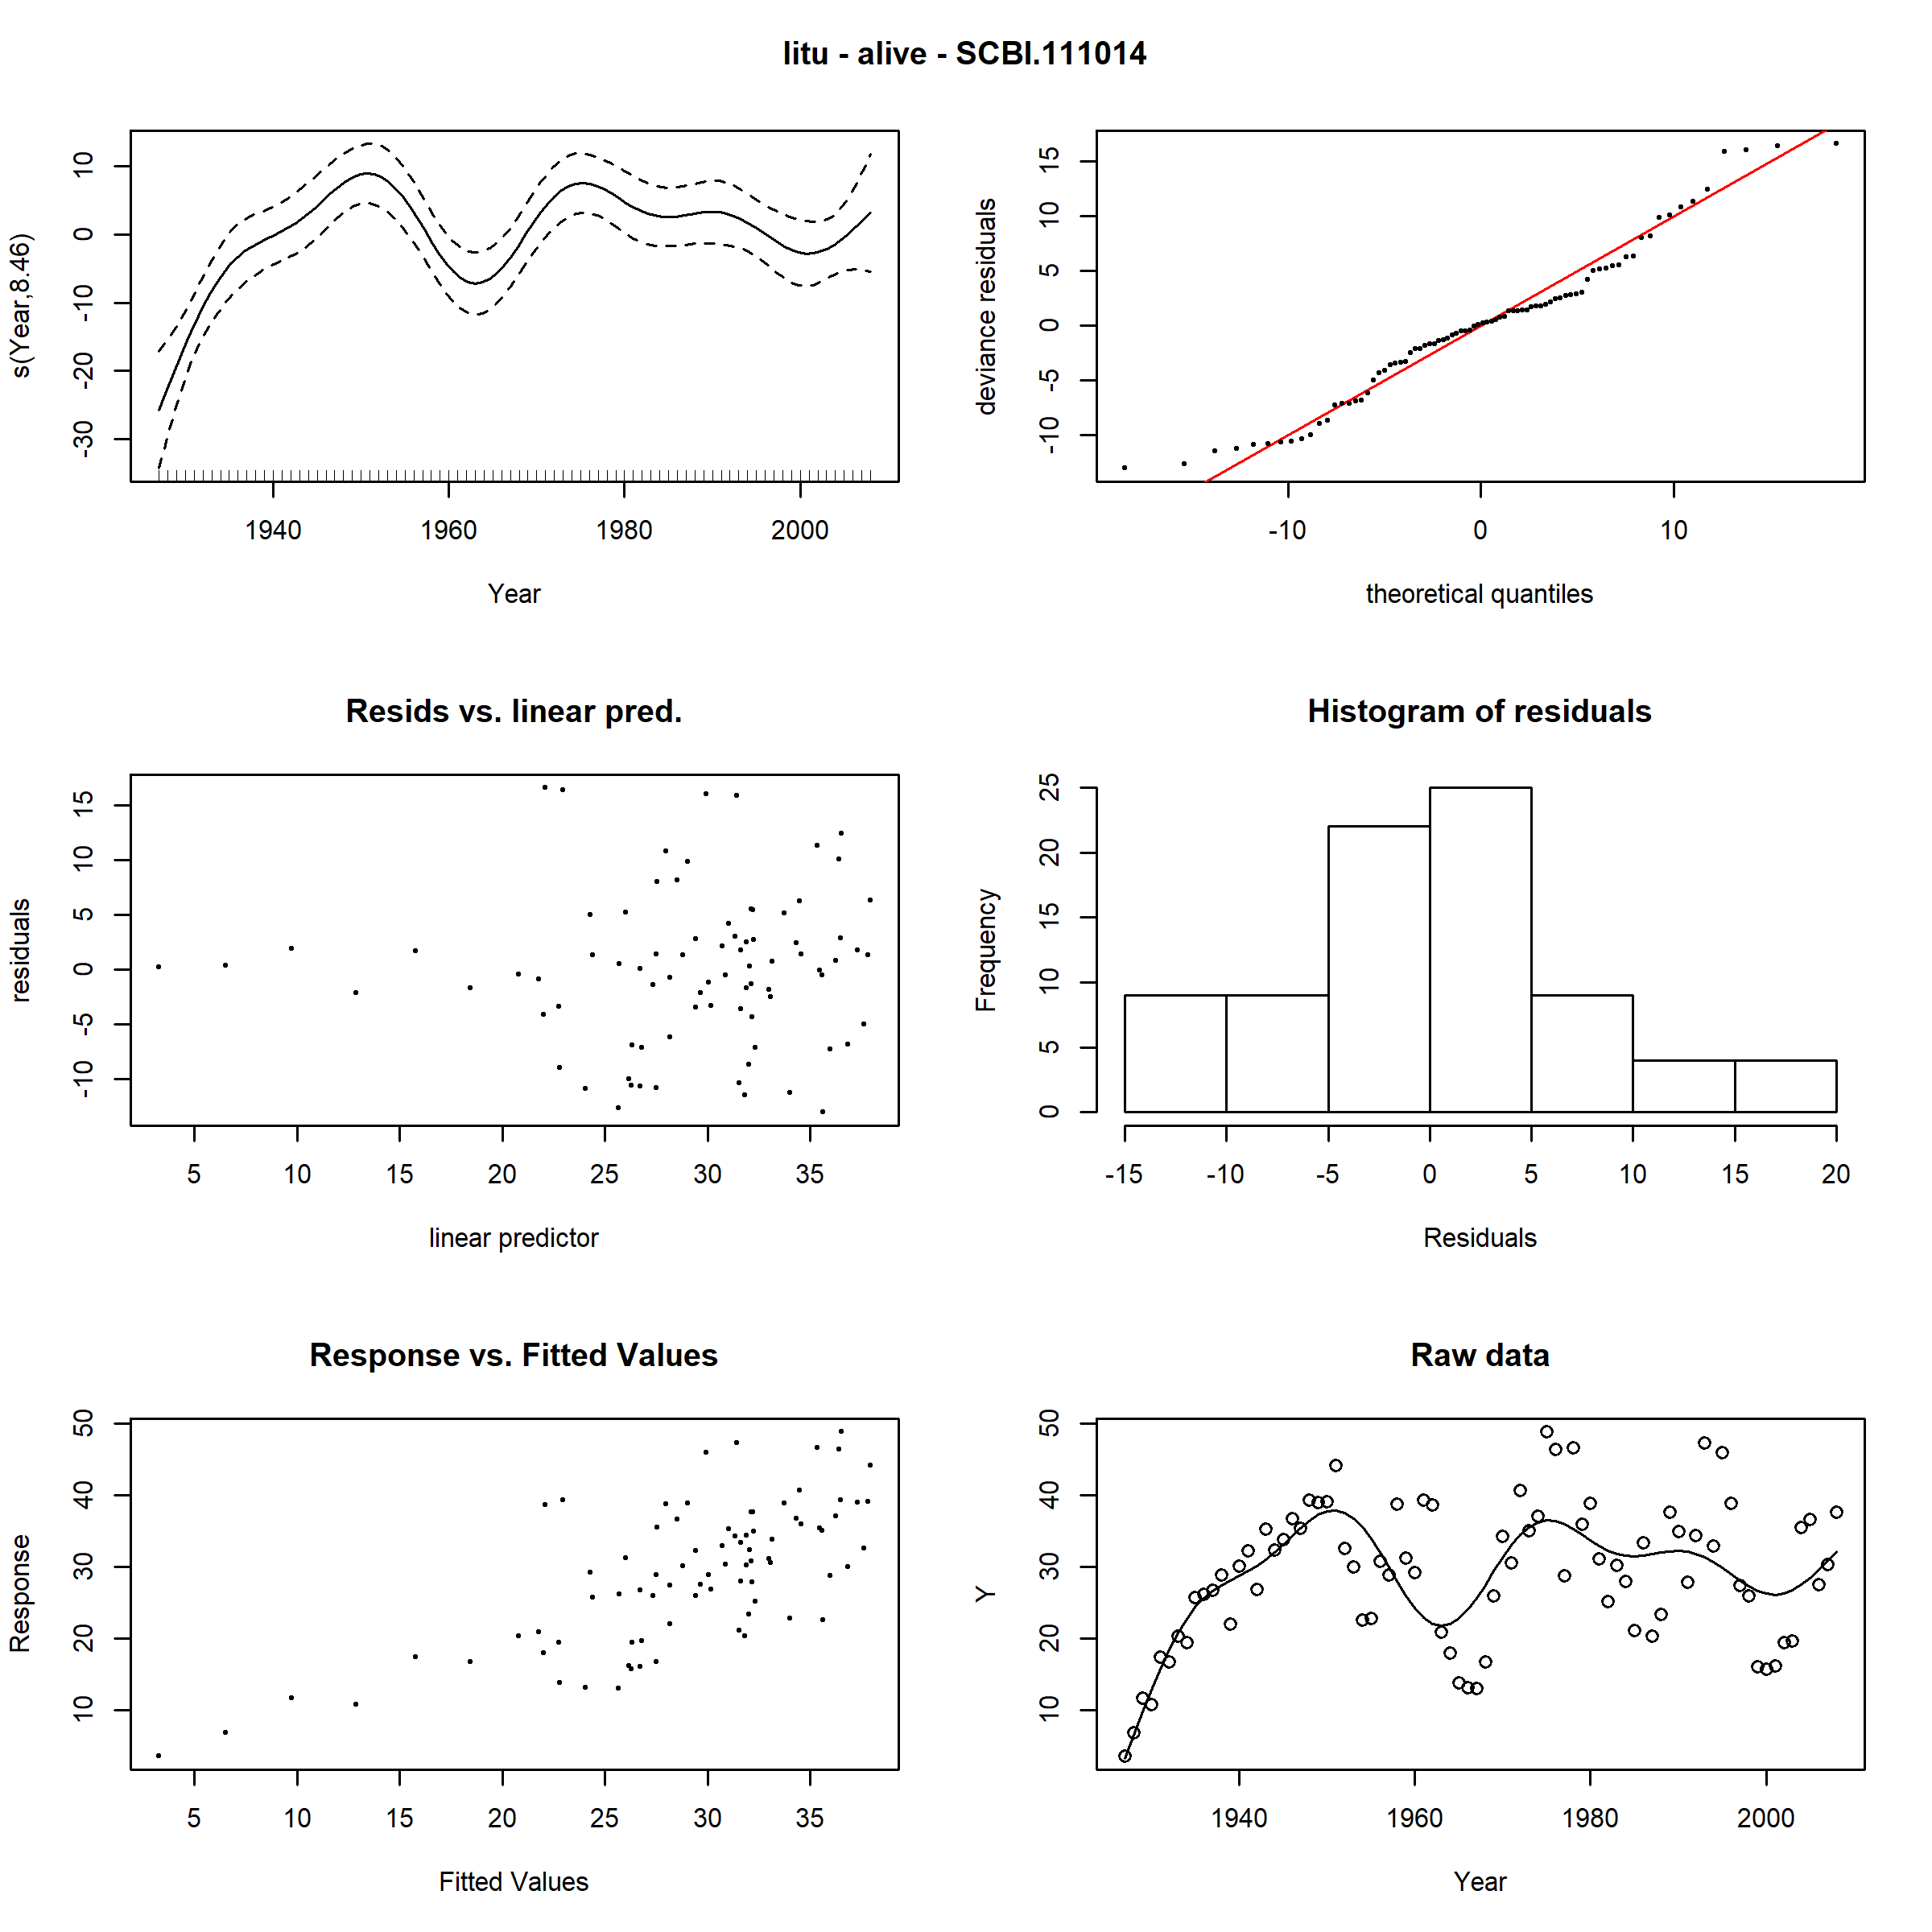 litu - alive - SCBI.111014
s(Year,8.46)
10
0
-10
-20
-30
1940 1960 1980 2000
Year
deviance residuals
15
10
5
0
-5
-10
-10 0 10
theoretical quantiles
Resids vs. linear pred.
residuals
15
10
5
0
-5
-10
5 10 15 20 25 30 35
linear predictor
Histogram of residuals
Frequency
25
20
15
10
5
0
-15 -10 -5 0 5 10 15 20
Residuals
Response vs. Fitted Values
Response
50
40
30
20
10
5 10 15 20 25 30 35
Fitted Values
Raw data
Y
50
40
30
20
10
1940 1960 1980 2000
Year